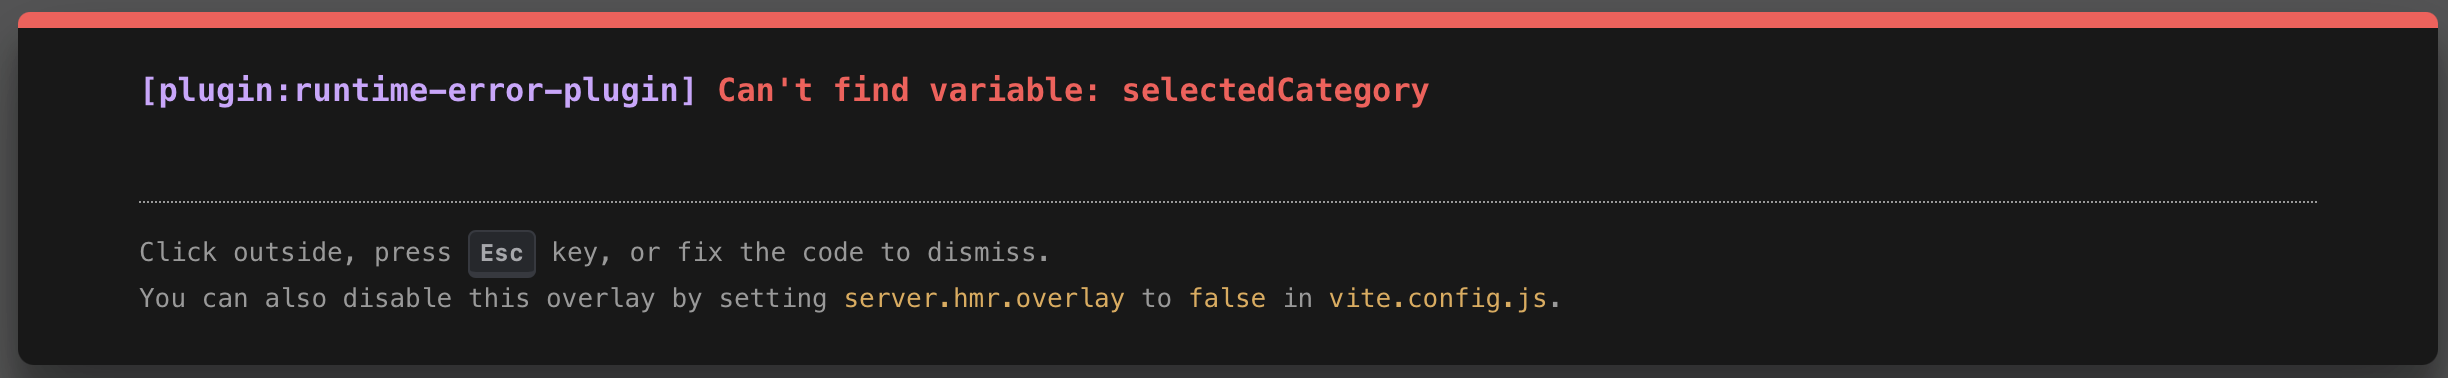 [plugin:runtime-error-plugin] Can't find variable: selectedCategory
Click outside, press Esc key, or fix the code to dismiss.
You can also disable this overlay by setting server.hmr.overlay to false in vite.config.js.